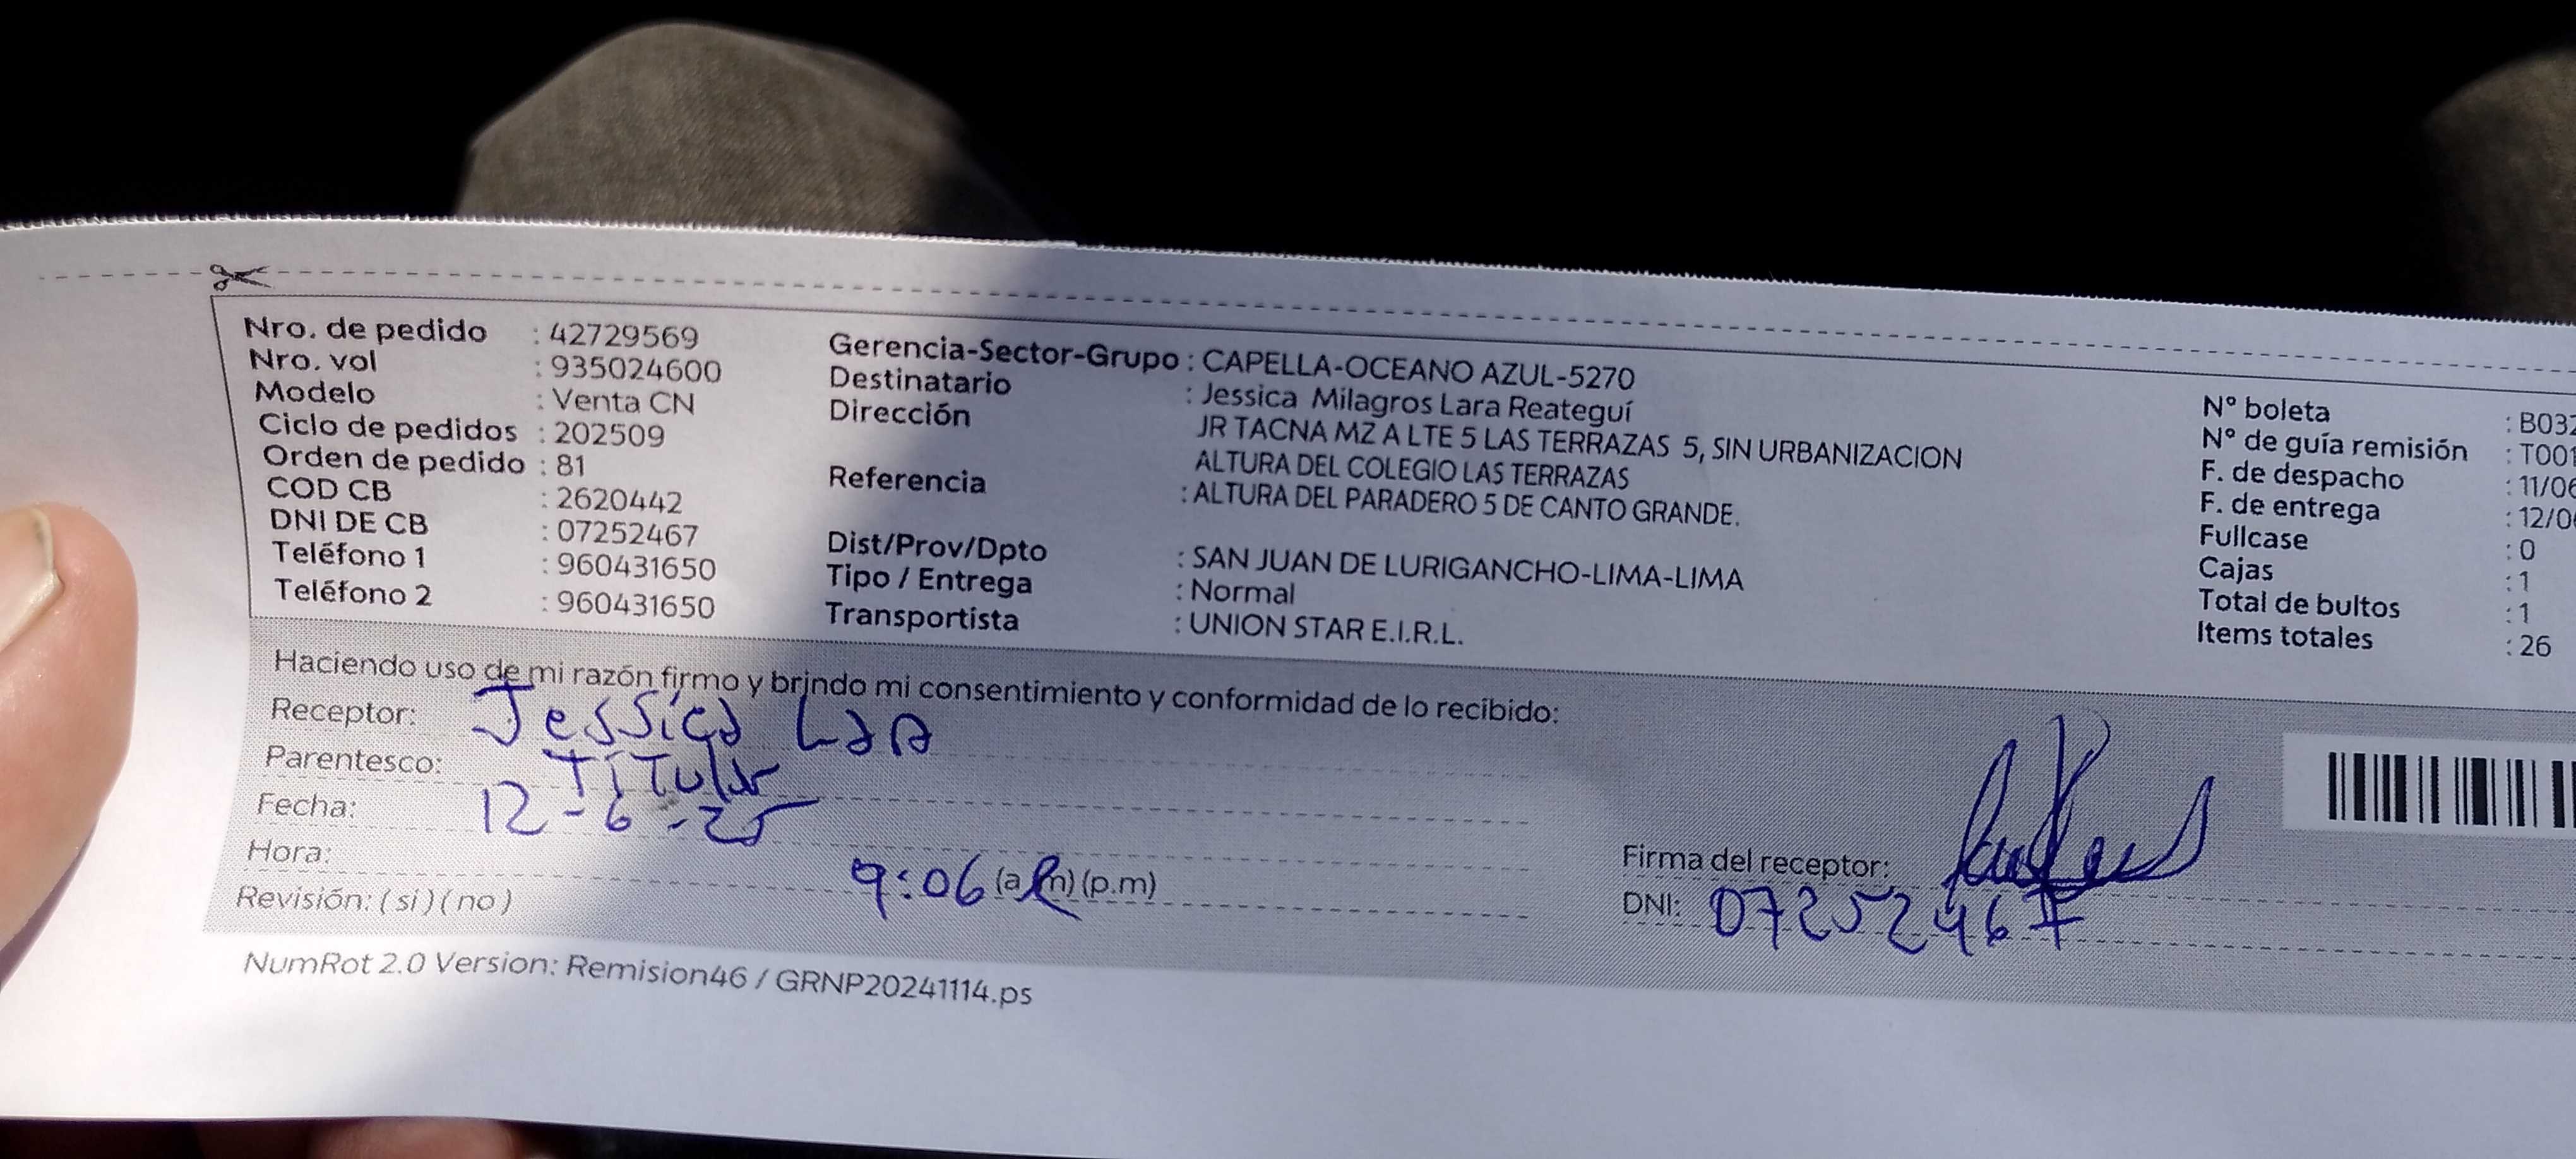 Nro. de pedido : 42729569
Nro. vol : 935024600
Modelo : Venta CN
Ciclo de pedidos : 202509
Orden de pedido : 81
COD CB : 2620442
DNI DE CB : 07252467
Teléfono 1 : 960431650
Teléfono 2 : 960431650
Gerencia-Sector-Grupo : CAPELLA-OCEANO AZUL-5270
Destinatario : Jessica Milagros Lara Reateguí
Dirección JR TACNA MZ A LTE 5 LAS TERRAZAS 5, SIN URBANIZACION
ALTURA DEL COLEGIO LAS TERRAZAS
Referencia : ALTURA DEL PARADERO 5 DE CANTO GRANDE.
Dist/Prov/Dpto : SAN JUAN DE LURIGANCHO-LIMA-LIMA
Tipo / Entrega : Normal
Transportista : UNION STAR E.I.R.L.
N° boleta : B032
N° de guía remisión : T001
F. de despacho : 11/06
F. de entrega : 12/0
Fullcase : 0
Cajas : 1
Total de bultos : 1
Items totales : 26
Haciendo uso de mi razón firmo y brindo mi consentimiento y conformidad de lo recibido:
Receptor: Jessica Lara
Parentesco: Titular
Fecha: 12-6-25
Hora: 9:06 (a.m) (p.m)
Revisión: ( si ) ( no )
Firma del receptor:
DNI: 07252467
NumRot 2.0 Version: Remision46 / GRNP20241114.ps